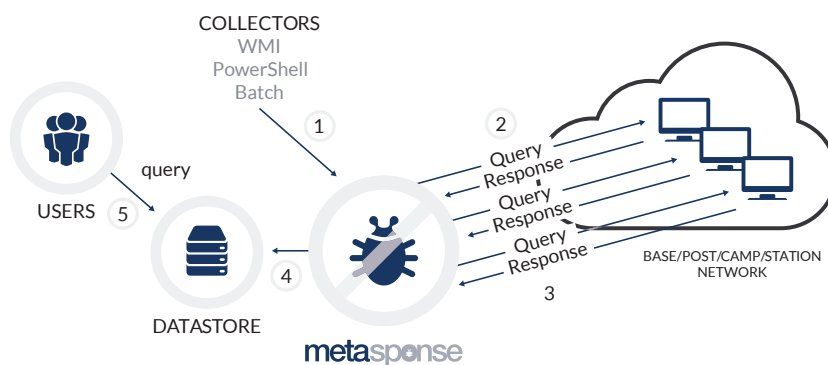 COLLECTORS
WMI
PowerShell
Batch
1
2
Query
Response
Query
Response
Query
Response
3
BASE/POST/CAMP/STATION
NETWORK
query
USERS
5
4
DATASTORE
metasponse